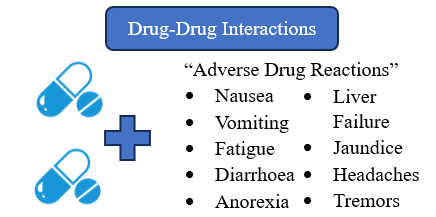 Drug-Drug Interactions
“Adverse Drug Reactions”
• Nausea
• Vomiting
• Fatigue
• Diarrhoea
• Anorexia
• Liver
Failure
• Jaundice
• Headaches
• Tremors